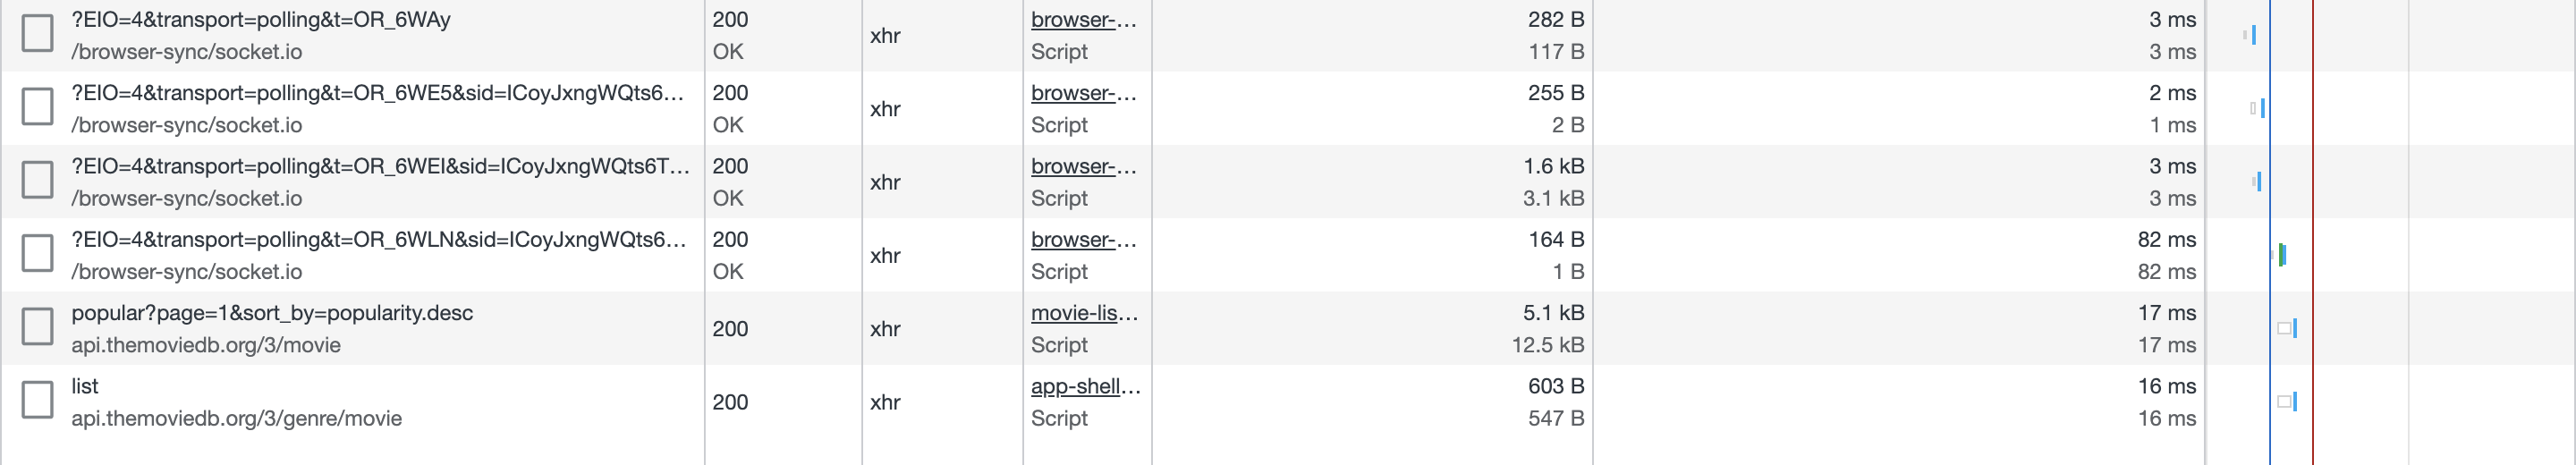 ?EIO=4&transport=polling&t=OR_6WAy 200 xhr browser-... 282 B 3 ms
/browser-sync/socket.io OK Script 117 B 3 ms
?EIO=4&transport=polling&t=OR_6WE5&sid=ICoyJxngWQts6... 200 xhr browser-... 255 B 2 ms
/browser-sync/socket.io OK Script 2 B 1 ms
?EIO=4&transport=polling&t=OR_6WEI&sid=ICoyJxngWQts6T... 200 xhr browser-... 1.6 kB 3 ms
/browser-sync/socket.io OK Script 3.1 kB 3 ms
?EIO=4&transport=polling&t=OR_6WLN&sid=ICoyJxngWQts6... 200 xhr browser-... 164 B 82 ms
/browser-sync/socket.io OK Script 1 B 82 ms
popular?page=1&sort_by=popularity.desc 200 xhr movie-lis... 5.1 kB 17 ms
api.themoviedb.org/3/movie Script 12.5 kB 17 ms
list 200 xhr app-shell... 603 B 16 ms
api.themoviedb.org/3/genre/movie Script 547 B 16 ms